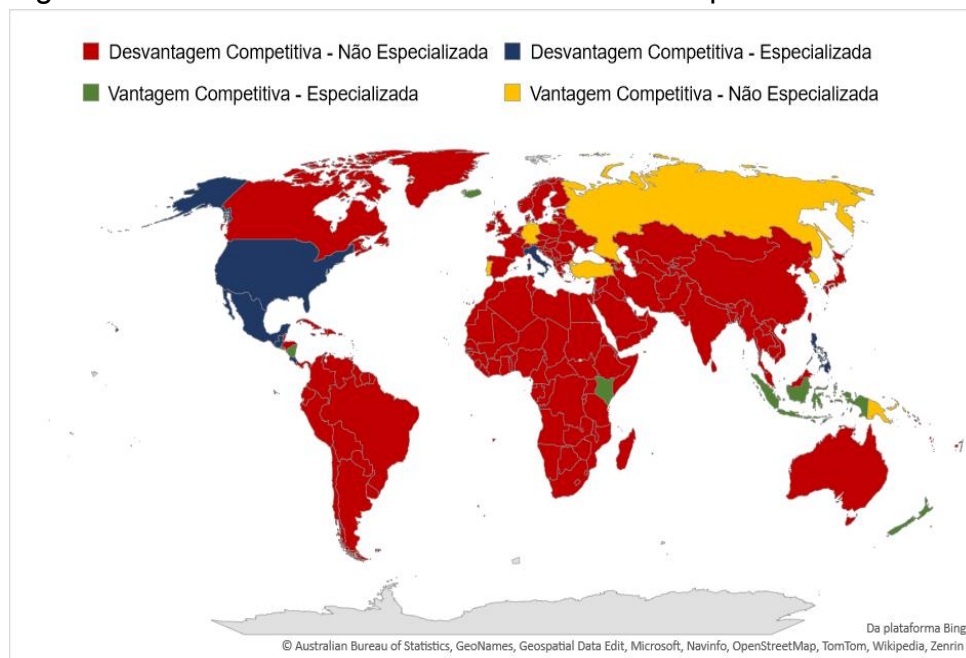 Desvantagem Competitiva - Não Especializada
Desvantagem Competitiva - Especializada
Vantagem Competitiva - Especializada
Vantagem Competitiva - Não Especializada
Da plataforma Bing
© Australian Bureau of Statistics, GeoNames, Geospatial Data Edit, Microsoft, Navinfo, OpenStreetMap, TomTom, Wikipedia, Zenrin